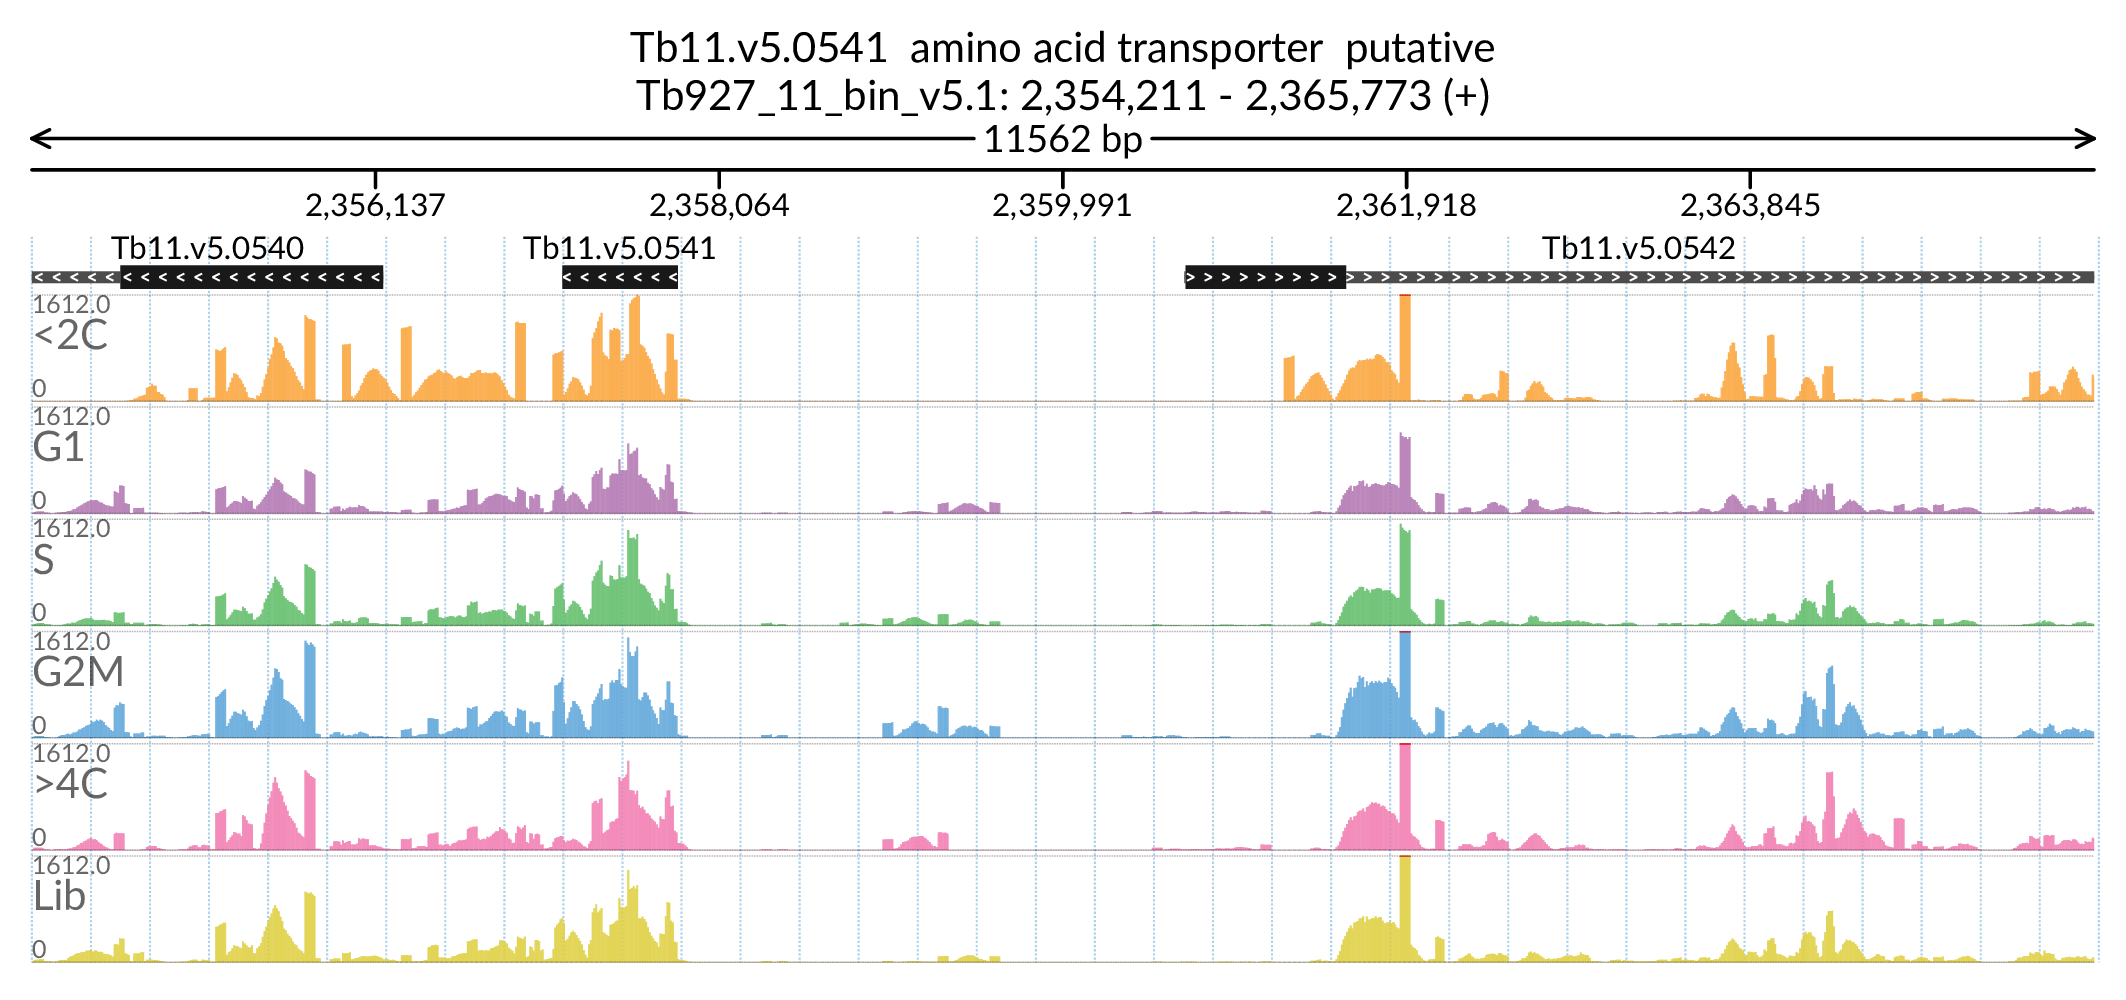 Tb11.v5.0541 amino acid transporter putative
Tb927_11_bin_v5.1: 2,354,211 - 2,365,773 (+)
11562 bp
2,356,137 2,358,064 2,359,991 2,361,918 2,363,845
Tb11.v5.0540 Tb11.v5.0541 Tb11.v5.0542
1612.0
<2C
0
1612.0
G1
0
1612.0
S
0
1612.0
G2M
0
1612.0
>4C
0
1612.0
Lib
0